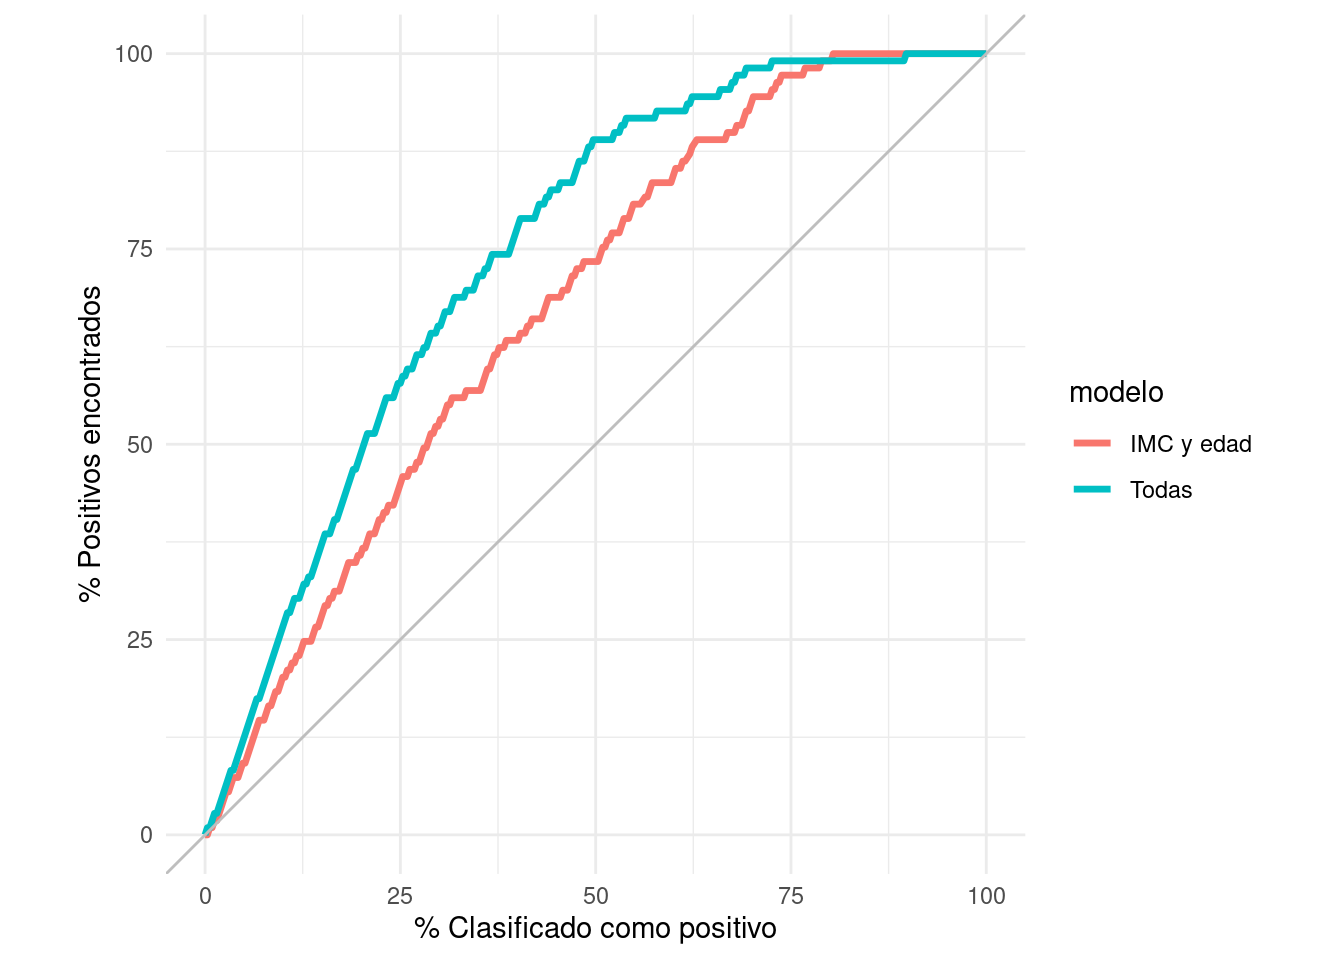 100
75
50
25
0
% Positivos encontrados
0 25 50 75 100
% Clasificado como positivo
modelo
IMC y edad
Todas